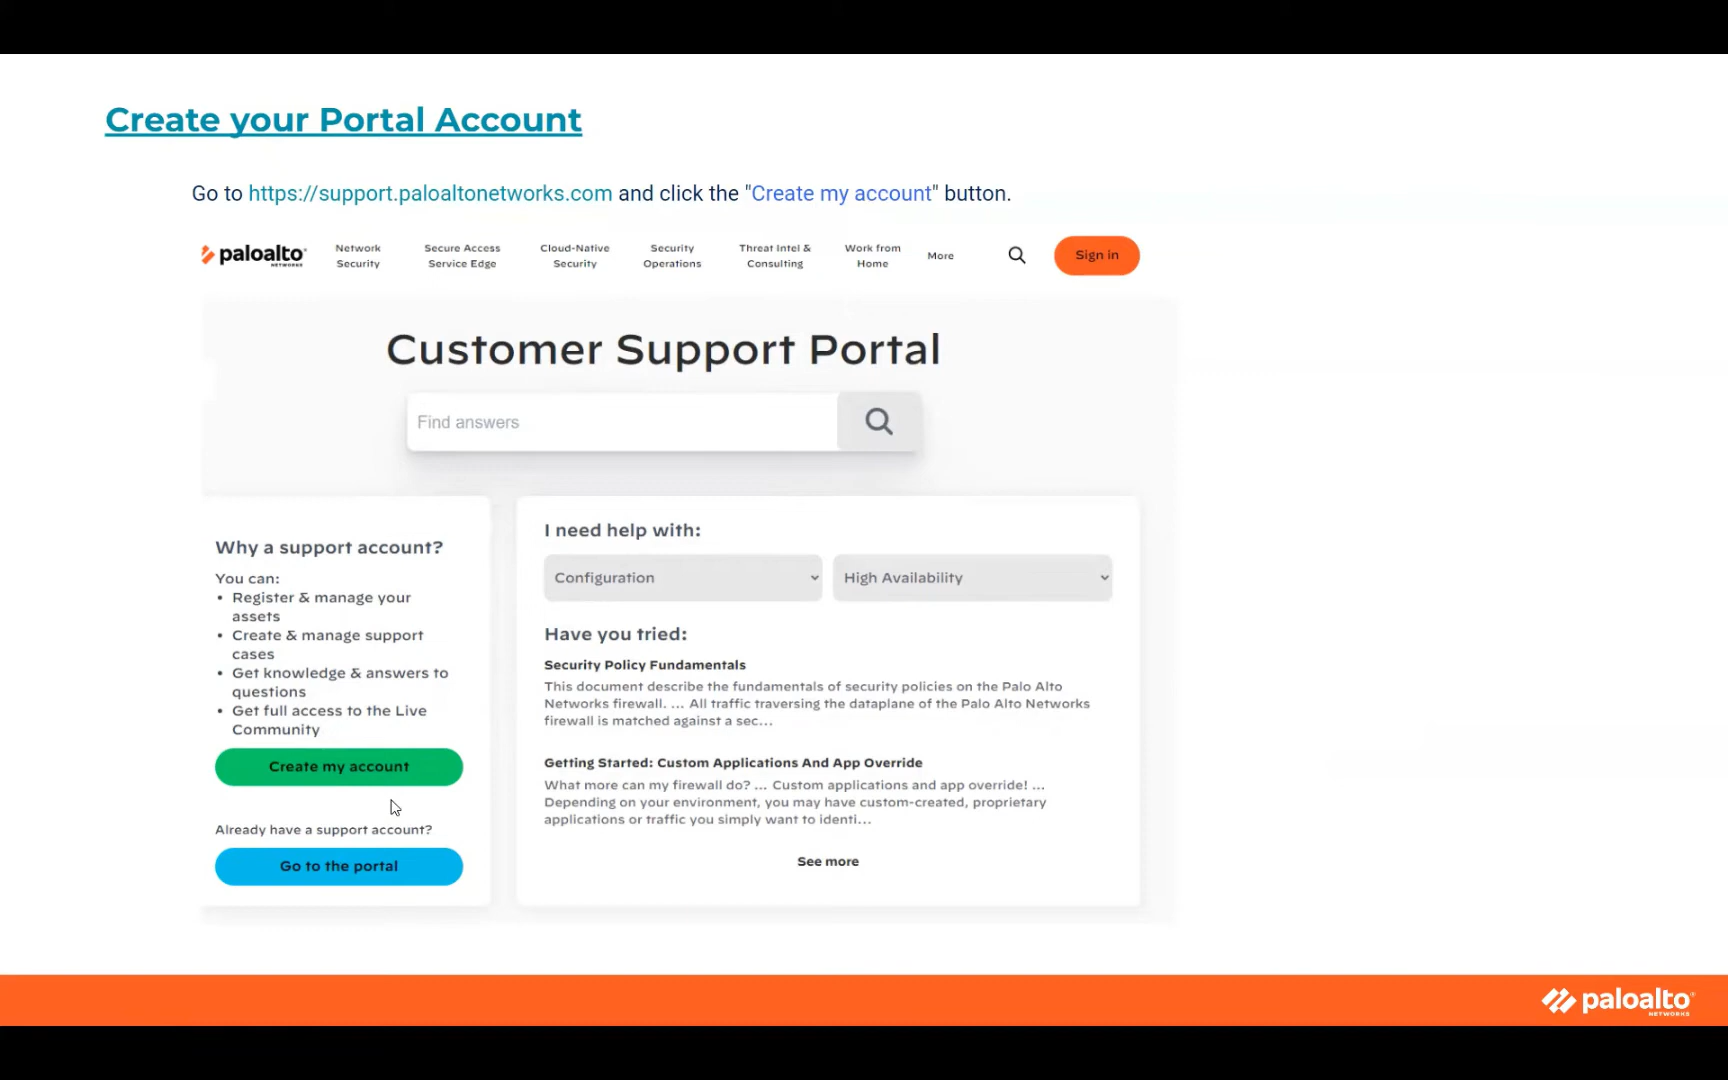 Create your Portal Account
Go to https://support.paloaltonetworks.com and click the "Create my account" button.
paloalto
NETWORKS
Network
Security
Secure Access
Service Edge
Cloud-Native
Security
Security
Operations
Threat Intel &
Consulting
Work from
Home
More
Sign in
Customer Support Portal
Find answers
Why a support account?
You can:
• Register & manage your
assets
• Create & manage support
cases
• Get knowledge & answers to
questions
• Get full access to the Live
Community
Create my account
Already have a support account?
Go to the portal
I need help with:
Configuration
High Availability
Have you tried:
Security Policy Fundamentals
This document describe the fundamentals of security policies on the Palo Alto
Networks firewall. ... All traffic traversing the dataplane of the Palo Alto Networks
firewall is matched against a sec...
Getting Started: Custom Applications And App Override
What more can my firewall do? ... Custom applications and app override! ...
Depending on your environment, you may have custom-created, proprietary
applications or traffic you simply want to identi...
See more
paloalto
NETWORKS